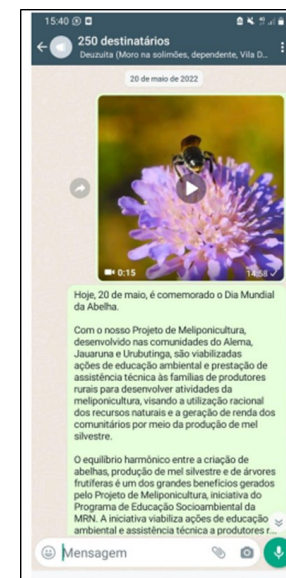 15:40
250 destinatários
Deuzuita (Moro na solimões, dependente, Vila D...
20 de maio de 2022
0:15
14:58
Hoje, 20 de maio, é comemorado o Dia Mundial
da Abelha.
Com o nosso Projeto de Meliponicultura,
desenvolvido nas comunidades do Alema,
Jauaruna e Urubutinga, são viabilizadas
ações de educação ambiental e prestação de
assistência técnica às famílias de produtores
rurais para desenvolver atividades da
meliponicultura, visando a utilização racional
dos recursos naturais e a geração de renda dos
comunitários por meio da produção de mel
silvestre.
O equilíbrio harmônico entre a criação de
abelhas, produção de mel silvestre e de árvores
frutíferas é um dos grandes benefícios gerados
pelo Projeto de Meliponicultura, iniciativa do
Programa de Educação Socioambiental da
MRN. A iniciativa viabiliza ações de educação
ambiental e assistência técnica a produtores r...
Mensagem